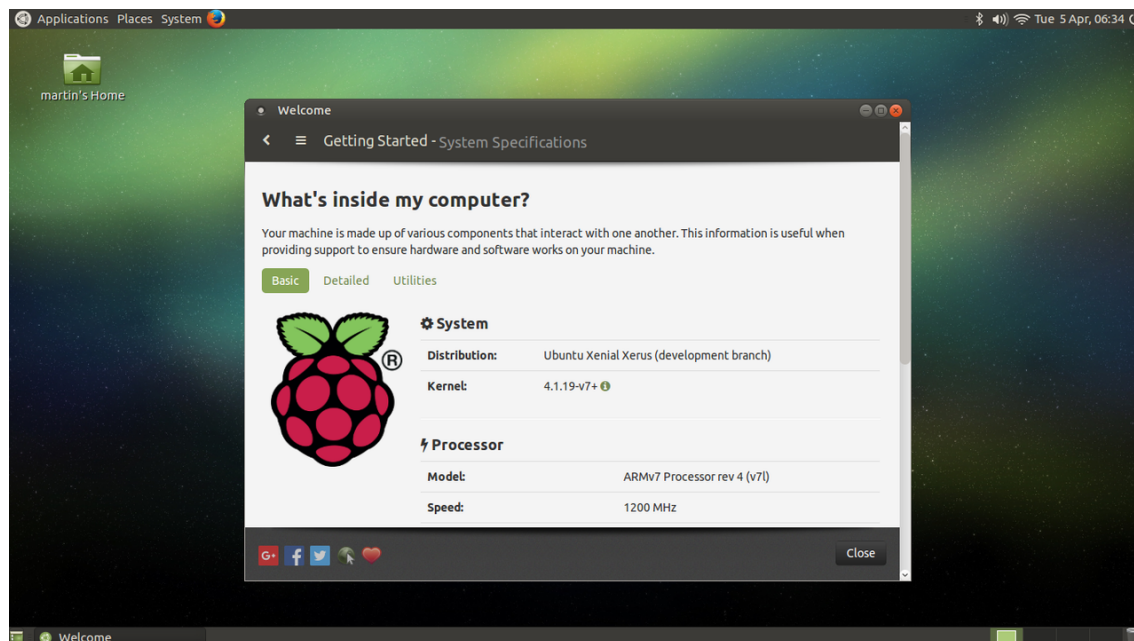 Applications Places System
Tue 5 Apr, 06:34
martin's Home
Welcome
Getting Started - System Specifications
What's inside my computer?
Your machine is made up of various components that interact with one another. This information is useful when
providing support to ensure hardware and software works on your machine.
Basic Detailed Utilities
®
System
Distribution: Ubuntu Xenial Xerus (development branch)
Kernel: 4.1.19-v7+
Processor
Model: ARMv7 Processor rev 4 (v7l)
Speed: 1200 MHz
G+ f
Close
Welcome